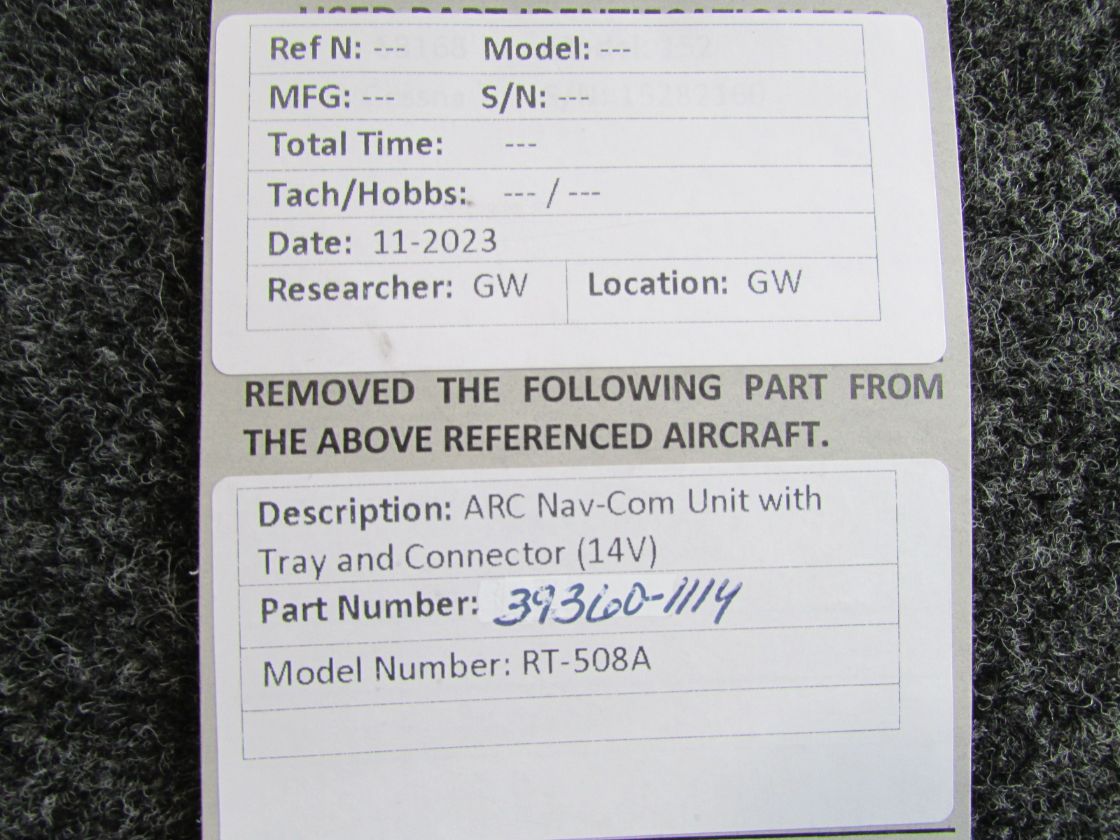 Ref N: --- Model: ---
MFG: --- S/N: ---
Total Time: ---
Tach/Hobbs: --- / ---
Date: 11-2023
Researcher: GW Location: GW
REMOVED THE FOLLOWING PART FROM
THE ABOVE REFERENCED AIRCRAFT.
Description: ARC Nav-Com Unit with
Tray and Connector (14V)
Part Number: 39360-1114
Model Number: RT-508A